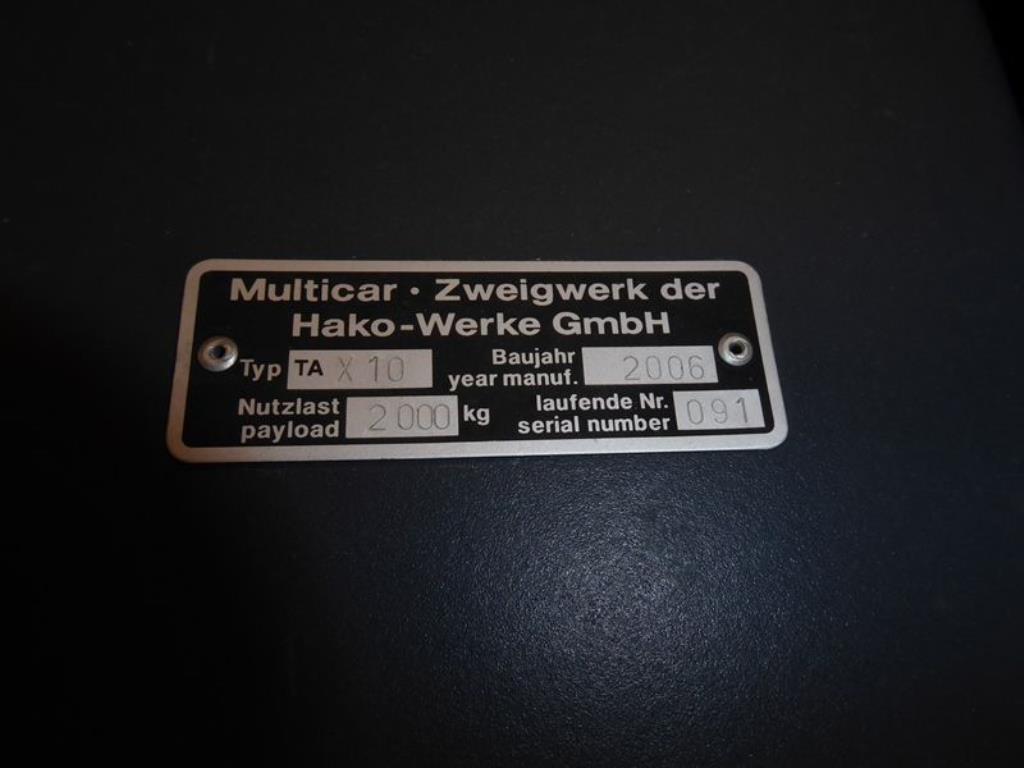 Multicar · Zweigwerk der
Hako-Werke GmbH
Typ TA X 10 Baujahr year manuf. 2006
Nutzlast payload 2000 kg laufende Nr. serial number 091